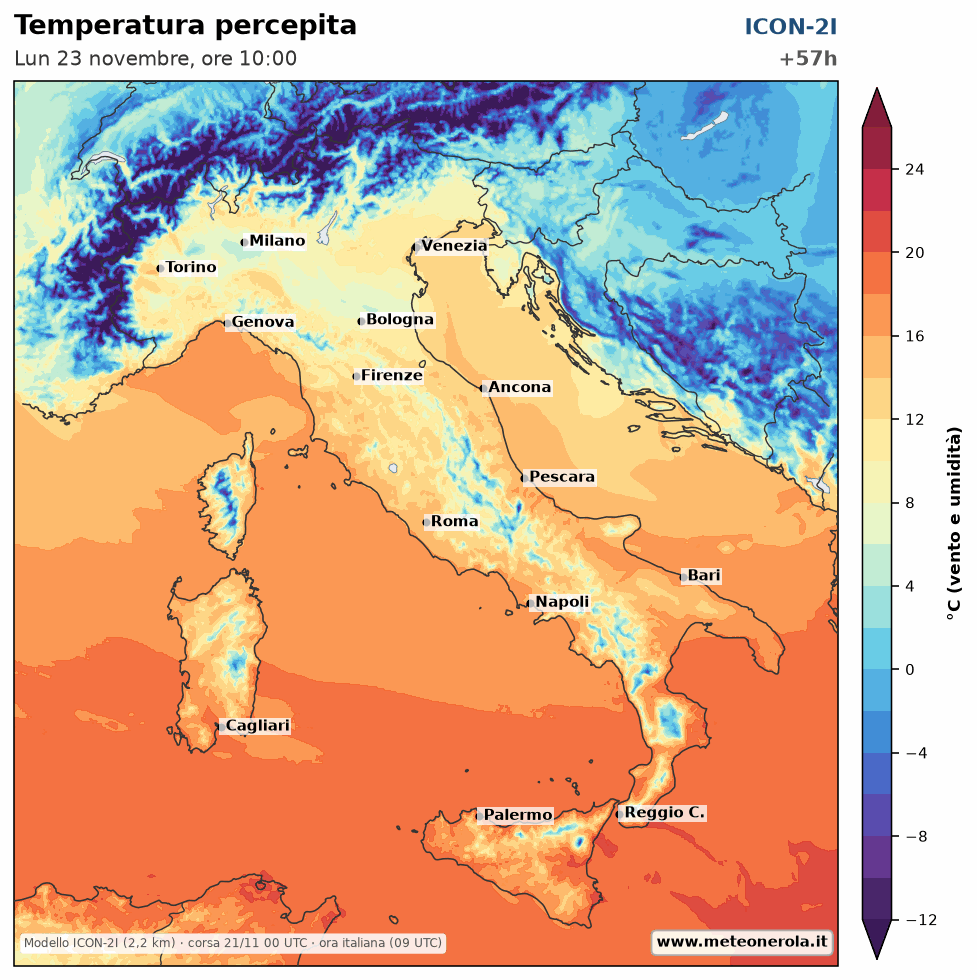 Temperatura percepita
ICON-2I
Lun 23 novembre, ore 10:00
+57h
Milano
Venezia
Torino
Genova
Bologna
Firenze
Ancona
Pescara
Roma
Bari
Napoli
Cagliari
Palermo
Reggio C.
24
20
16
12
8
4
0
−4
−8
−12
°C (vento e umidità)
Modello ICON-2I (2,2 km) · corsa 21/11 00 UTC · ora italiana (09 UTC)
www.meteonerola.it